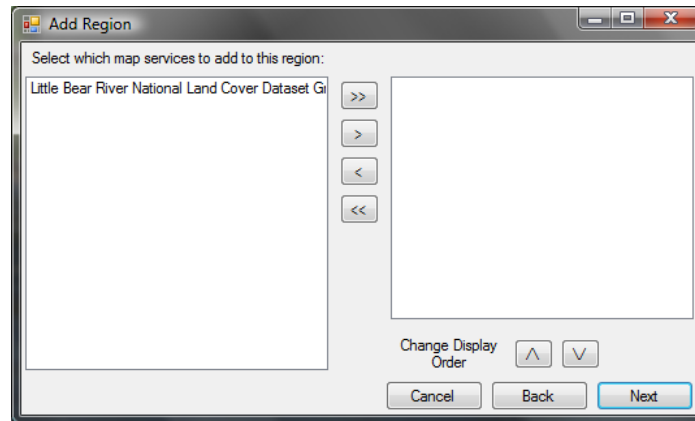 Add Region
Select which map services to add to this region:
Little Bear River National Land Cover Dataset Gr
>>
>
<
<<
Change Display
Order
Cancel
Back
Next